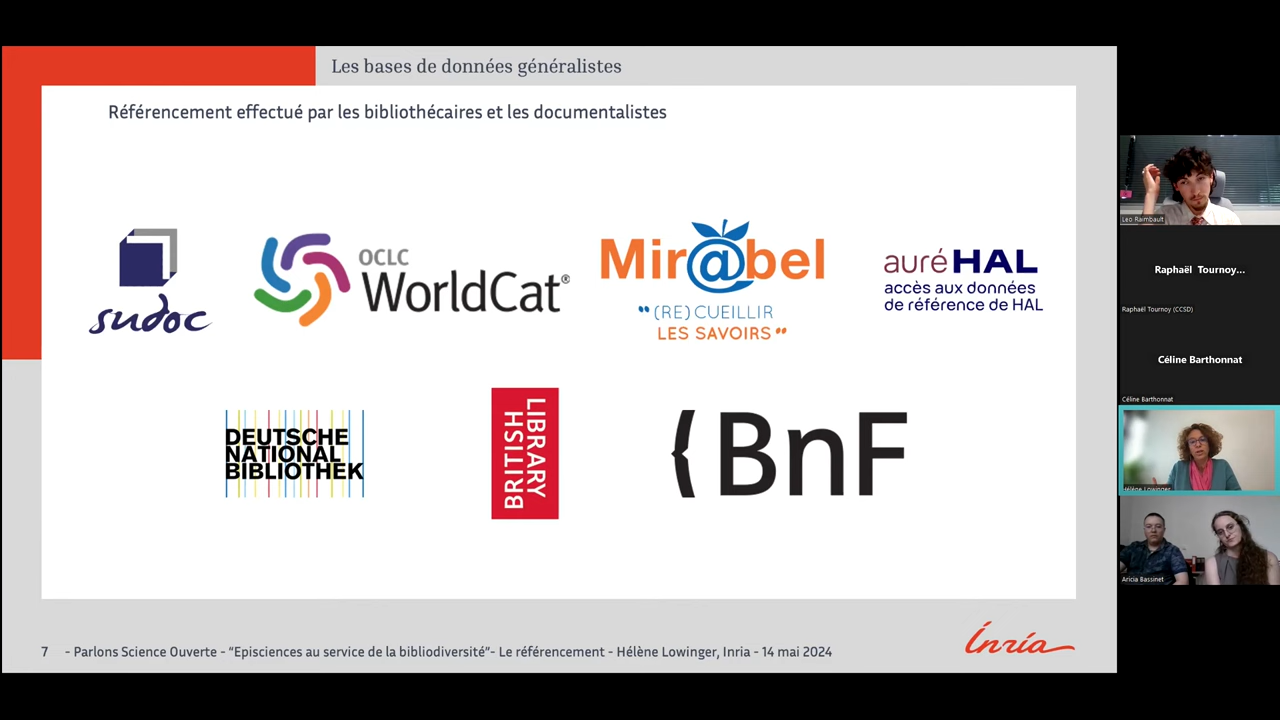 Les bases de données généralistes
Référencement effectué par les bibliothécaires et les documentalistes
sudoc
OCLC
WorldCat®
Mir@bel
“(RE)CUEILLIR
LES SAVOIRS”
auréHAL
accès aux données
de référence de HAL
DEUTSCHE
NATIONAL
BIBLIOTHEK
BRITISH
LIBRARY
{BnF
7 - Parlons Science Ouverte - “Episciences au service de la bibliodiversité”- Le référencement - Hélène Lowinger, Inria - 14 mai 2024
Inria
Leo Raimbault
Raphaël Tournoy...
Raphaël Tournoy (CCSD)
Céline Barthonnat
Céline Barthonnat
Hélène Lowinger
Aricia Bassinet